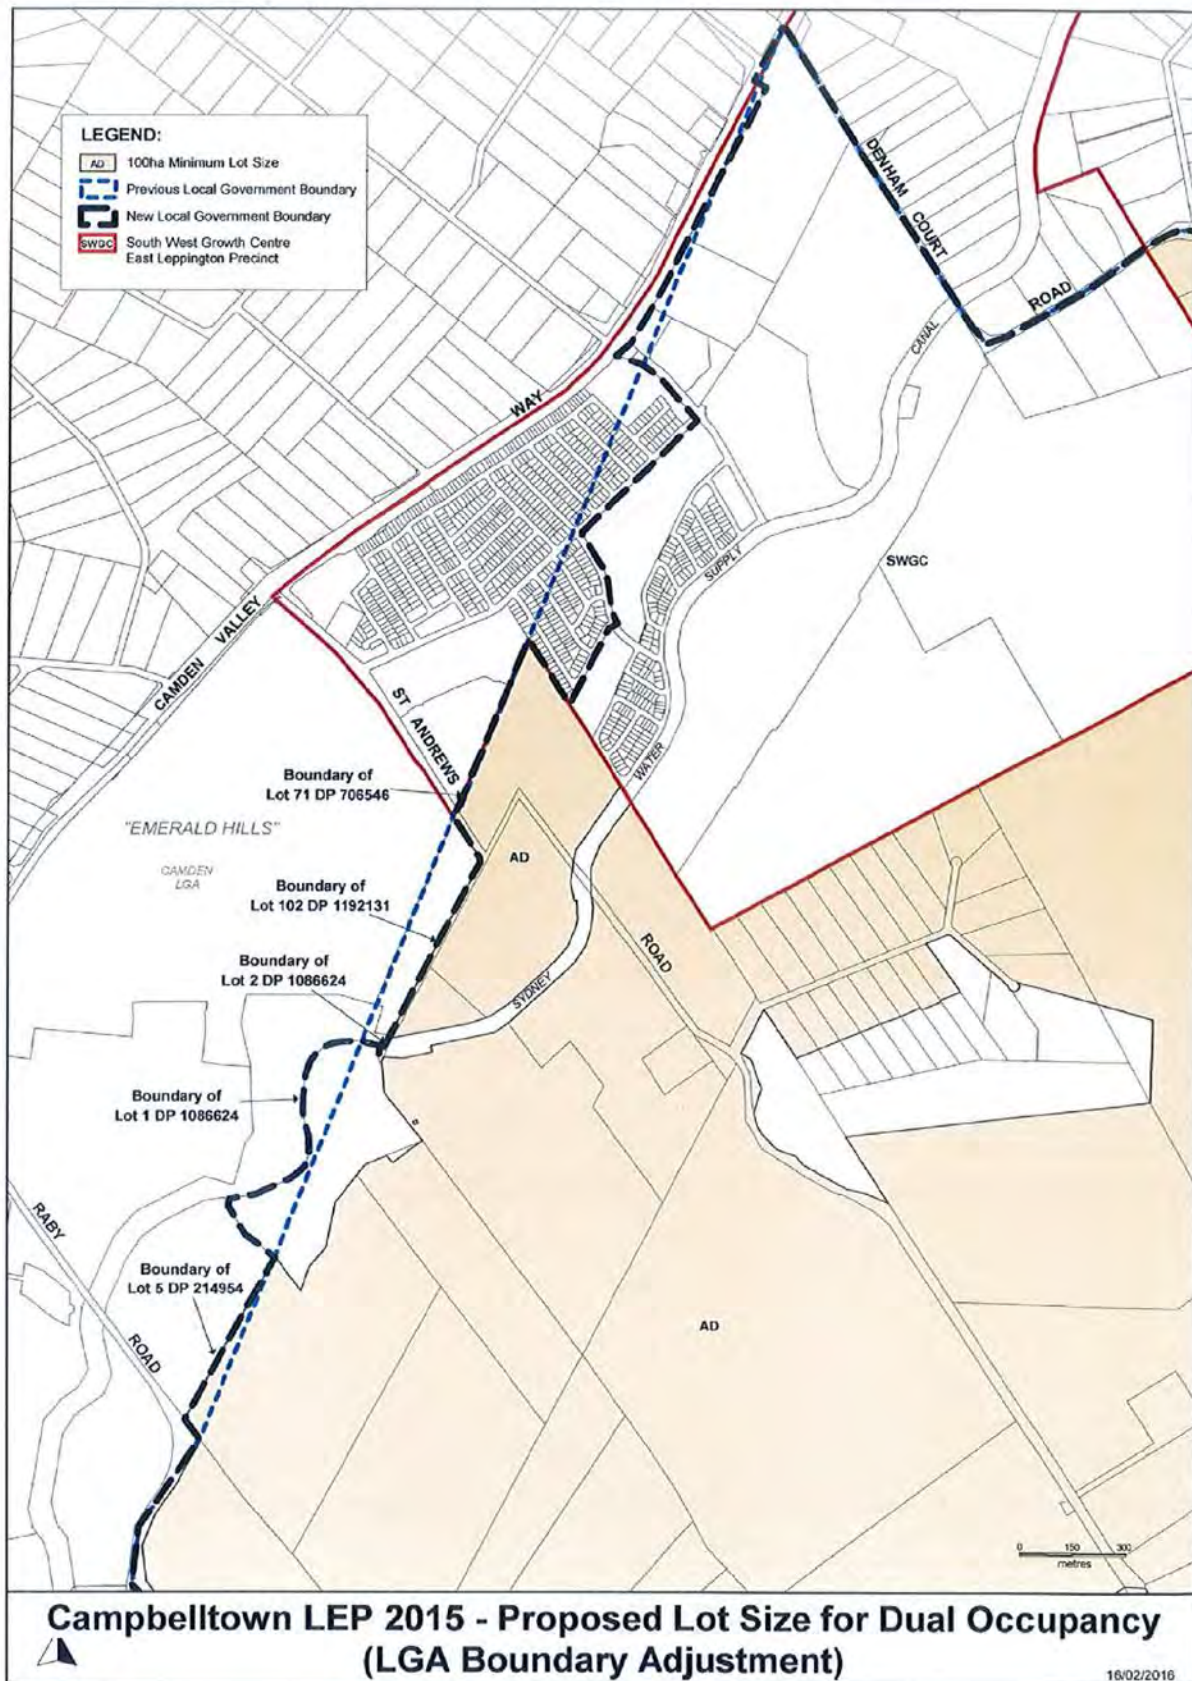 DENHAM
COURT
ROAD
LEGEND:
AD 100ha Minimum Lot Size
Previous Local Government Boundary
New Local Government Boundary
SWGC South West Growth Centre
East Leppington Precinct
CANAL
WAY
SUPPLY
SWGC
CAMDEN VALLEY
ST ANDREWS
WATER
Boundary of
Lot 71 DP 706546
"EMERALD HILLS"
CAMDEN
LGA
AD
Boundary of
Lot 102 DP 1192131
ROAD
Boundary of
Lot 2 DP 1086624
SYDNEY
Boundary of
Lot 1 DP 1086624
RABY
ROAD
Boundary of
Lot 5 DP 214954
AD
0 150 300
metres
Campbelltown LEP 2015 - Proposed Lot Size for Dual Occupancy
(LGA Boundary Adjustment)
16/02/2016